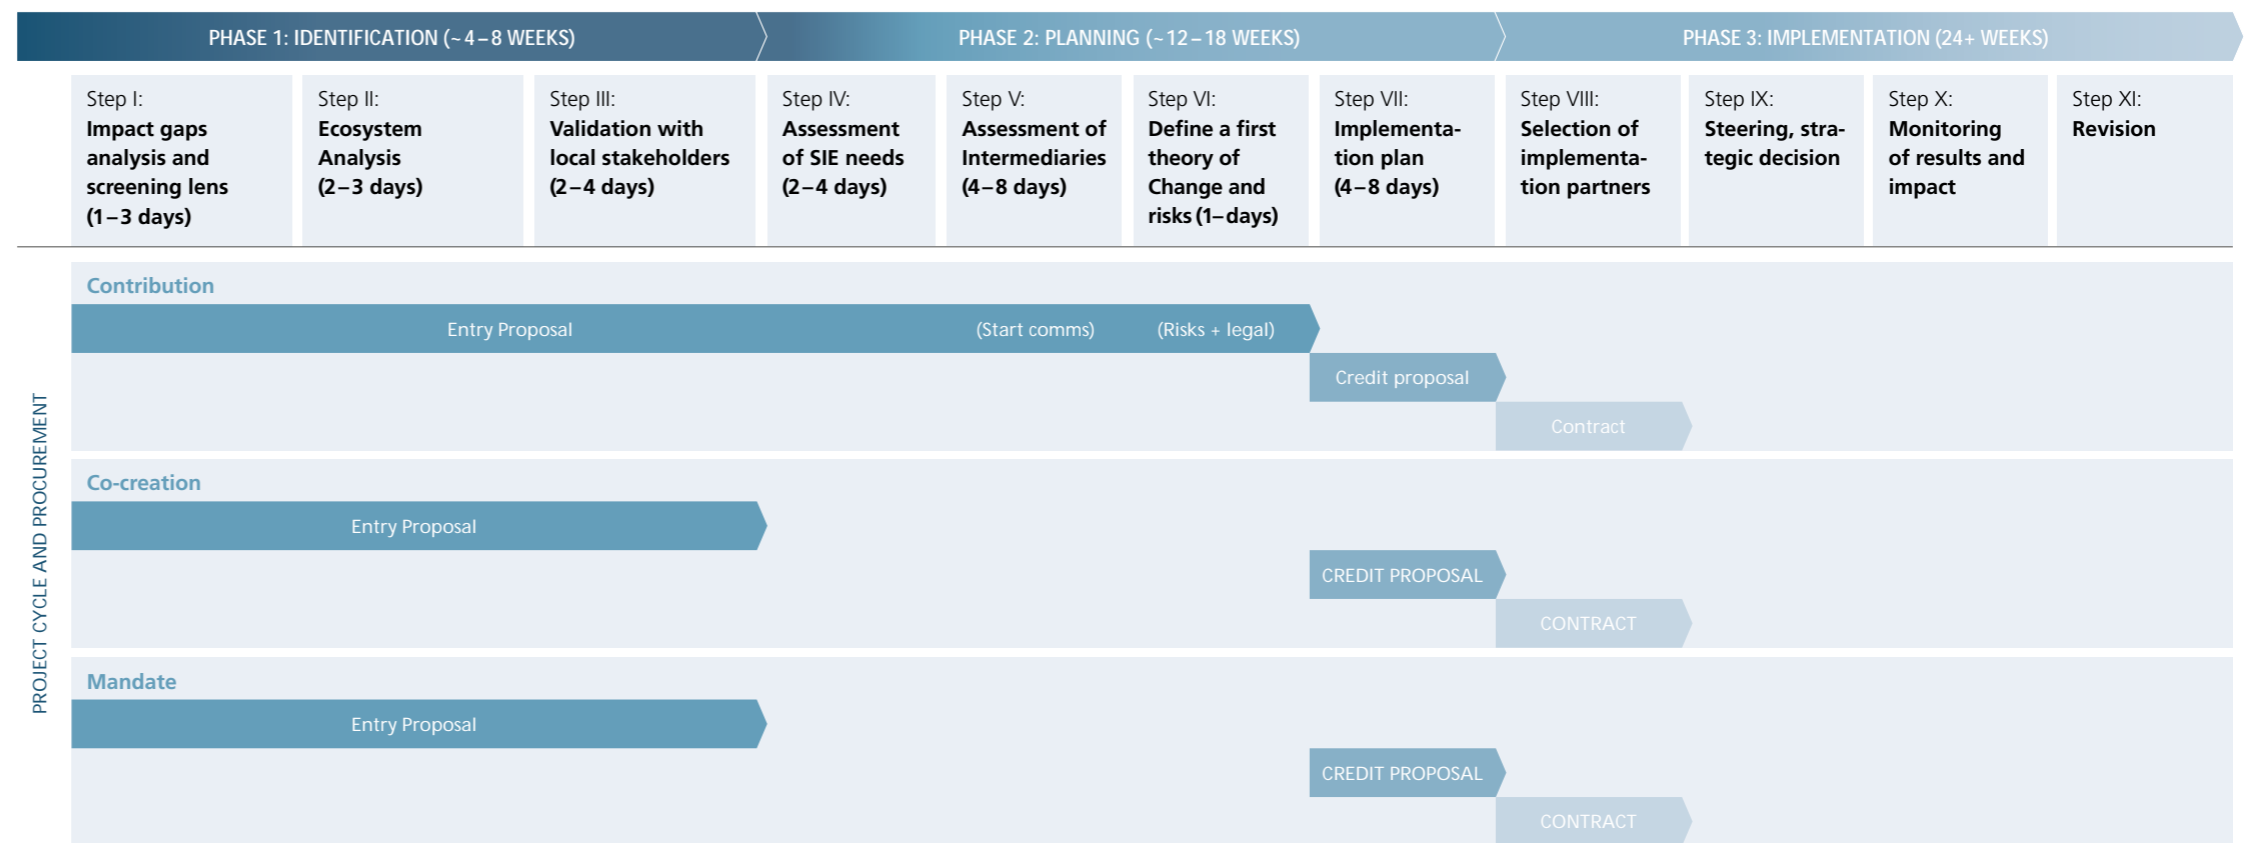 PHASE 1: IDENTIFICATION (~ 4 – 8 WEEKS)
PHASE 2: PLANNING (~ 12 – 18 WEEKS)
PHASE 3: IMPLEMENTATION (24+ WEEKS)
Step I:
Impact gaps
analysis and
screening lens
(1 – 3 days)
Step II:
Ecosystem
Analysis
(2 – 3 days)
Step III:
Validation with
local stakeholders
(2 – 4 days)
Step IV:
Assessment
of SIE needs
(2 – 4 days)
Step V:
Assessment of
Intermediaries
(4 – 8 days)
Step VI:
Define a first
theory of
Change and
risks (1– days)
Step VII:
Implementa-
tion plan
(4 – 8 days)
Step VIII:
Selection of
implementa-
tion partners
Step IX:
Steering, stra-
tegic decision
Step X:
Monitoring
of results and
impact
Step XI:
Revision
PROJECT CYCLE AND PROCUREMENT
Contribution
Entry Proposal
(Start comms)
(Risks + legal)
Credit proposal
Contract
Co-creation
Entry Proposal
CREDIT PROPOSAL
CONTRACT
Mandate
Entry Proposal
CREDIT PROPOSAL
CONTRACT